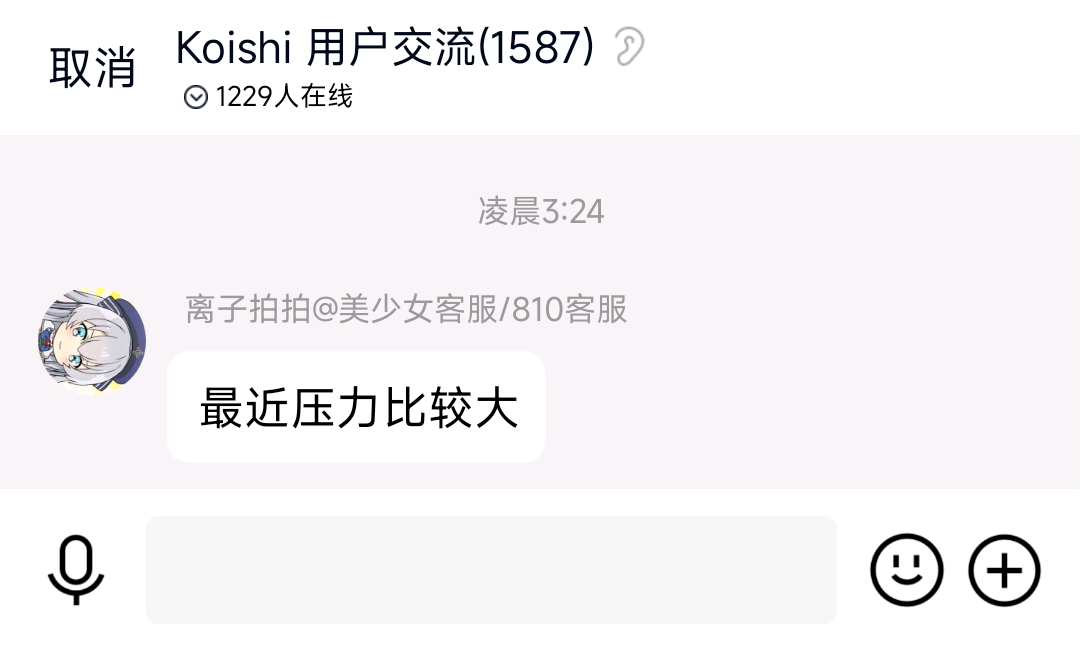 取消
Koishi 用户交流(1587)
1229人在线
凌晨3:24
离子拍拍@美少女客服/810客服
最近压力比较大